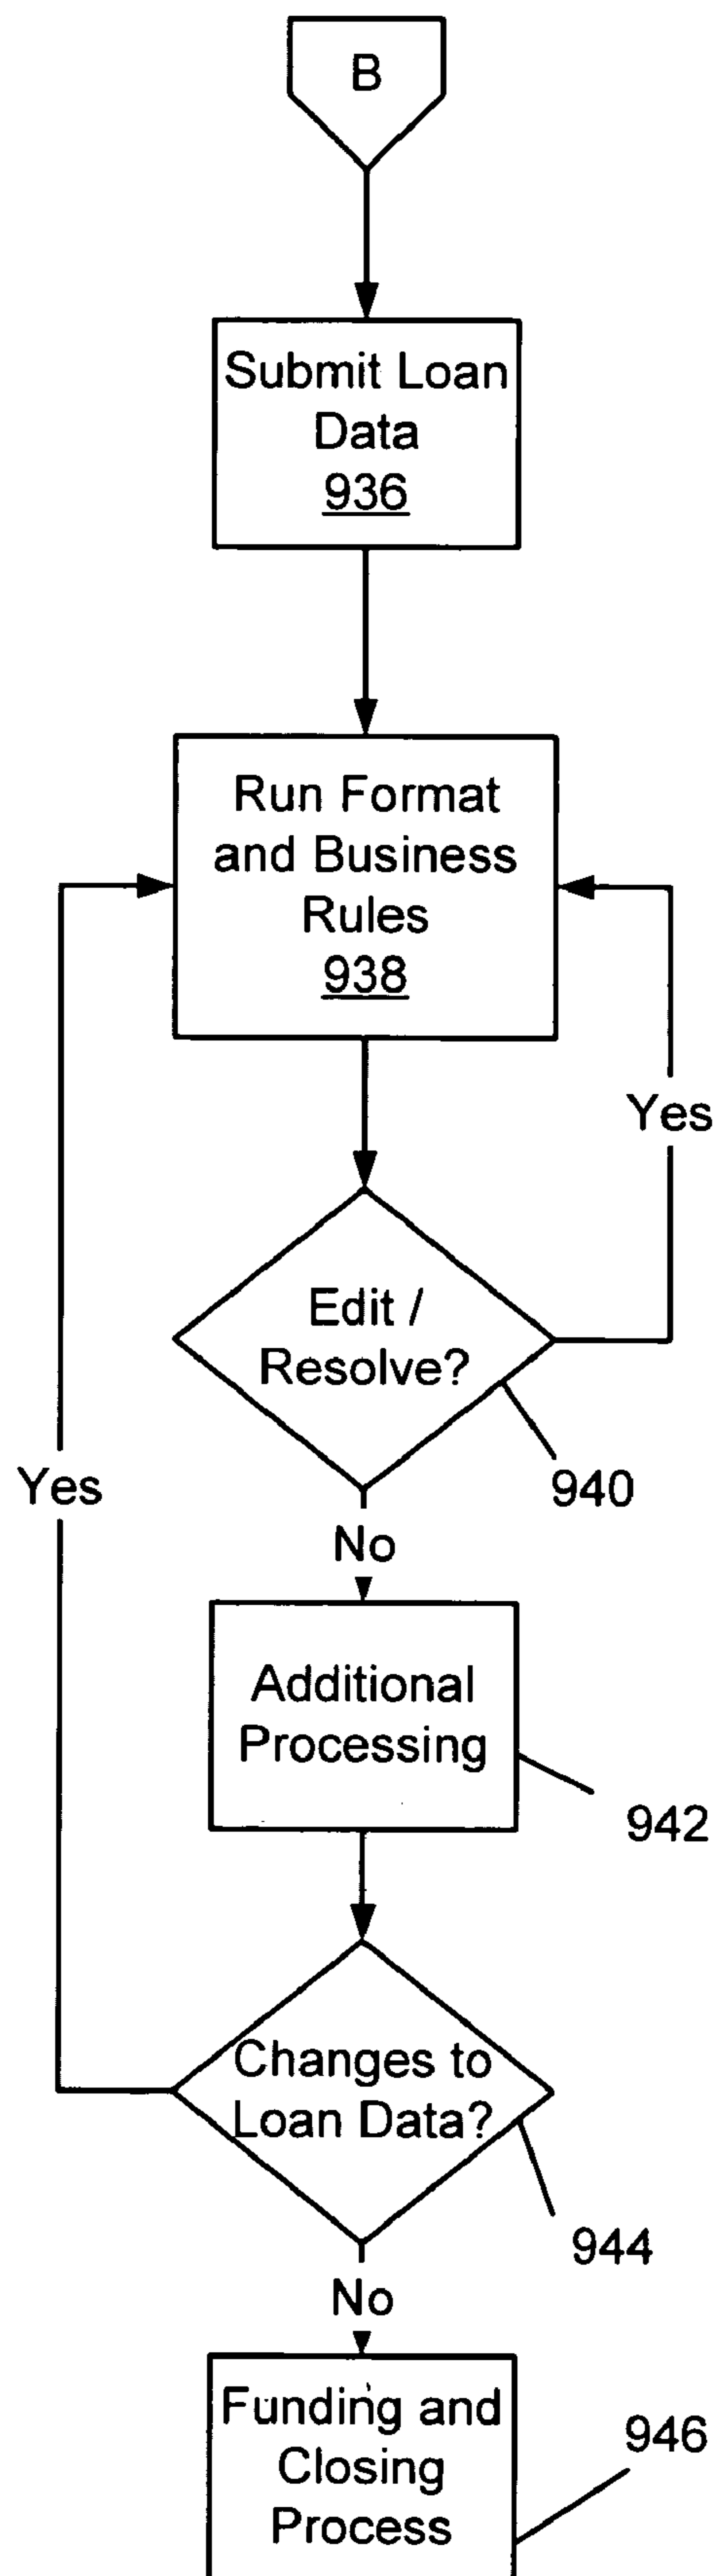 B
Submit Loan
Data
936
Run Format
and Business
Rules
938
Yes
Edit /
Resolve?
940
Yes
No
Additional
Processing
942
Changes to
Loan Data?
944
No
Funding and
Closing
Process
946